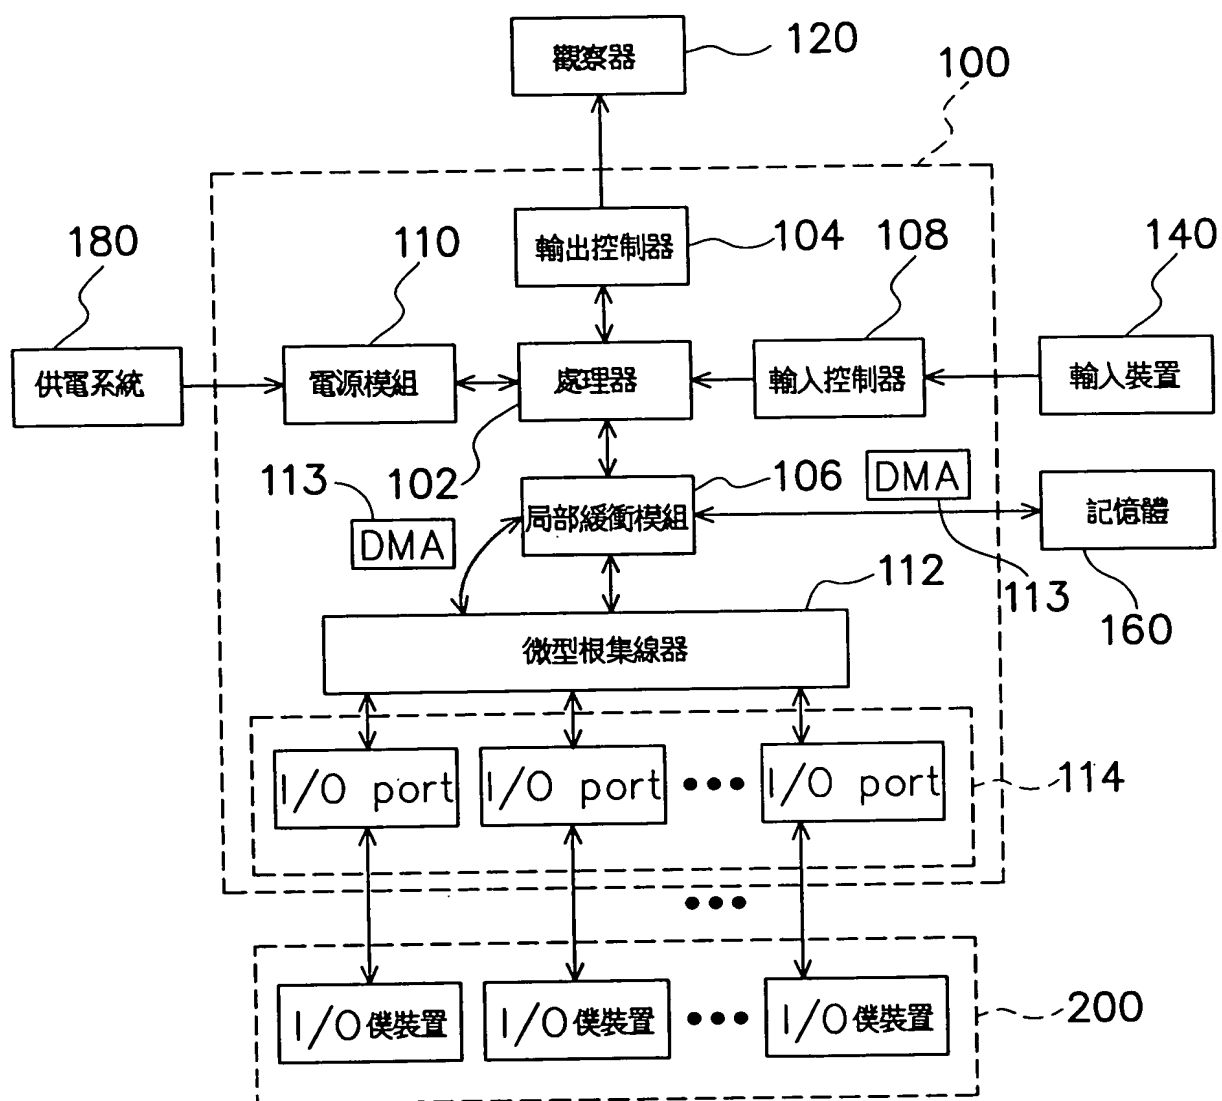 觀察器
120
100
輸出控制器
104
108
140
180
110
供電系統
電源模組
處理器
輸入控制器
輸入裝置
102
113
DMA
局部緩衝模組
106
DMA
113
記憶體
160
112
微型根集線器
I/O port
I/O port
I/O port
114
I/O僕裝置
I/O僕裝置
I/O僕裝置
200